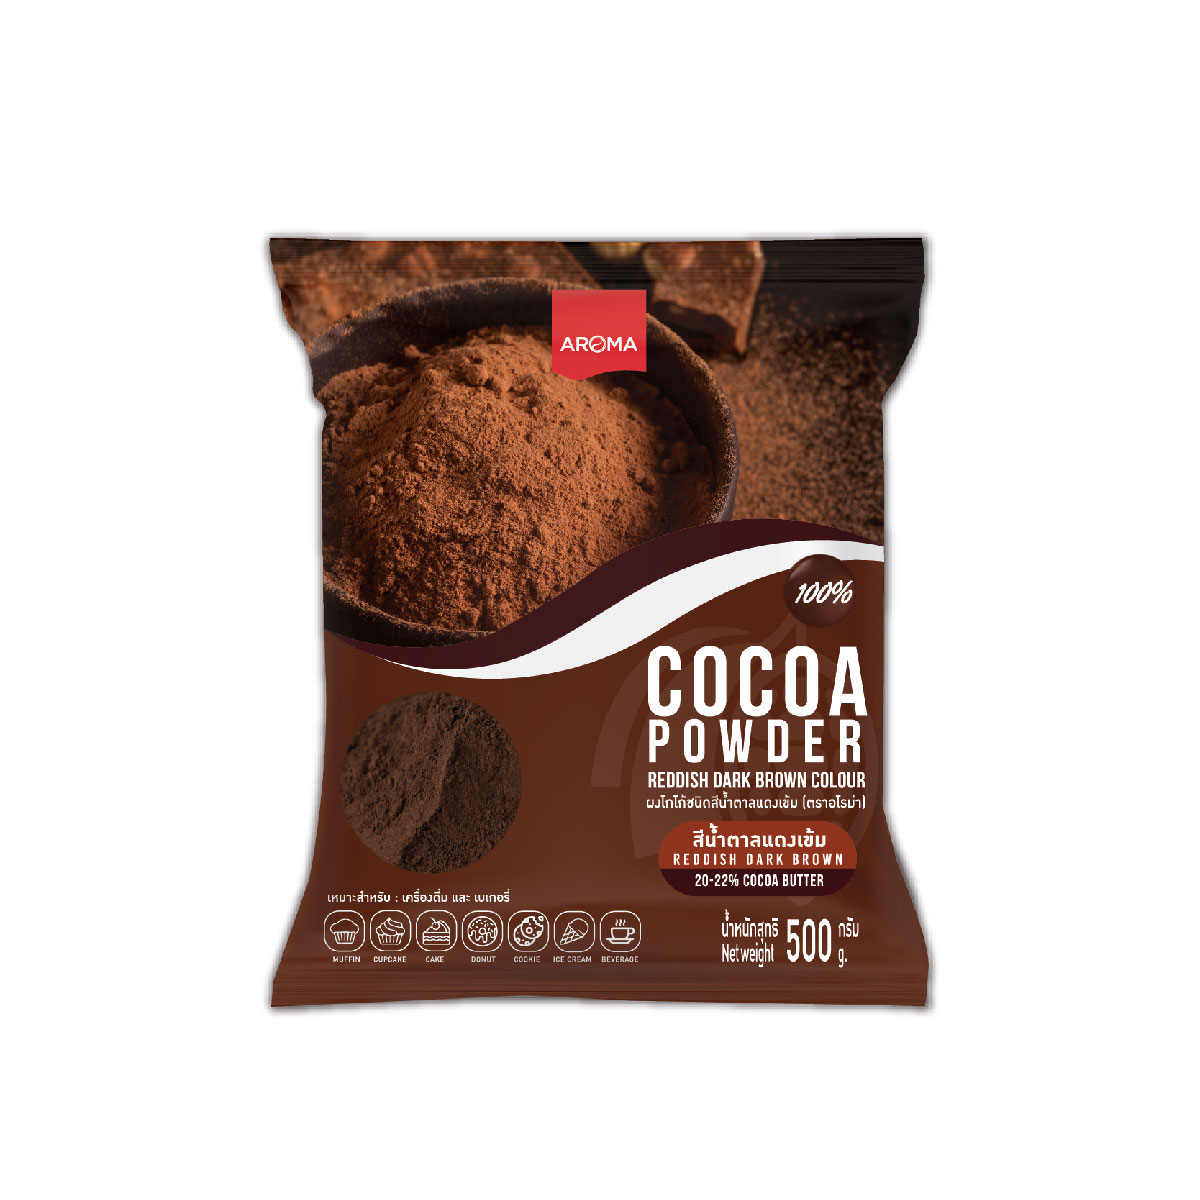 AROMA
100%
COCOA
POWDER
REDDISH DARK BROWN COLOUR
ผงโกโก้ชนิดสีน้ำตาลแดงเข้ม (ตราอโรม่า)
สีน้ำตาลแดงเข้ม
REDDISH DARK BROWN
20-22% COCOA BUTTER
เหมาะสำหรับ : เครื่องดื่ม และ เบเกอรี่
MUFFIN CUPCAKE CAKE DONUT COOKIE ICE CREAM BEVERAGE
น้ำหนักสุทธิ 500 กรัม
Net weight g.